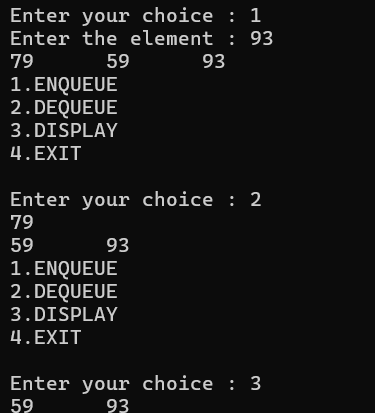 Enter your choice : 1
Enter the element : 93
79 59 93
1.ENQUEUE
2.DEQUEUE
3.DISPLAY
4.EXIT
Enter your choice : 2
79
59 93
1.ENQUEUE
2.DEQUEUE
3.DISPLAY
4.EXIT
Enter your choice : 3
59 93